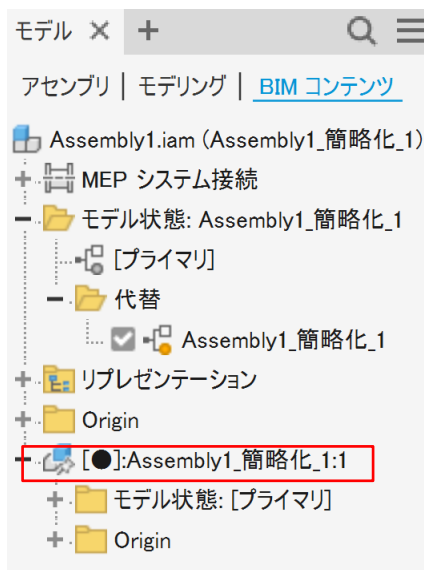 モデル
アセンブリ | モデリング | BIM コンテンツ
Assembly1.iam (Assembly1_簡略化_1)
MEP システム接続
モデル状態: Assembly1_簡略化_1
[プライマリ]
代替
Assembly1_簡略化_1
リプレゼンテーション
Origin
[●]:Assembly1_簡略化_1:1
モデル状態: [プライマリ]
Origin